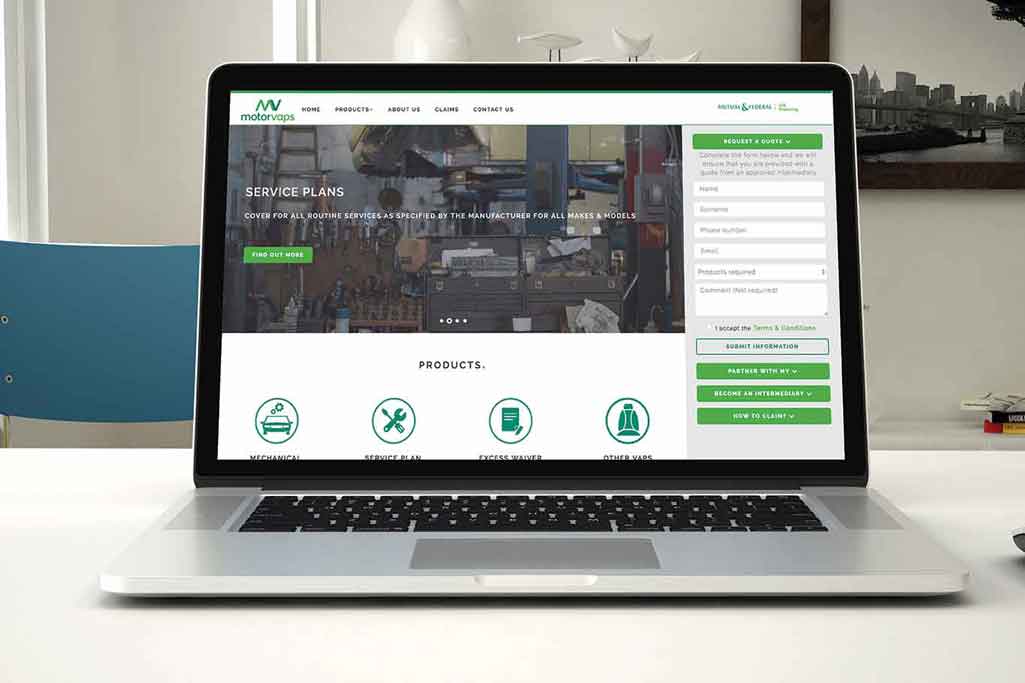 MV
motorvaps
HOME PRODUCTS ABOUT US CLAIMS CONTACT US
MUTUAL & FEDERAL
SERVICE PLANS
COVER FOR ALL ROUTINE SERVICES AS SPECIFIED BY THE MANUFACTURER FOR ALL MAKES & MODELS
FIND OUT MORE
REQUEST A QUOTE
Complete the form below and we will
ensure that you are provided with a
quote from an approved intermediary
Name
Surname
Phone number
Email
Products required
Comment (Not required)
I accept the Terms & Conditions
SUBMIT INFORMATION
PARTNER WITH MV
BECOME AN INTERMEDIARY
HOW TO CLAIM?
PRODUCTS.
MECHANICAL
SERVICE PLAN
EXCESS WAIVER
OTHER VAPS